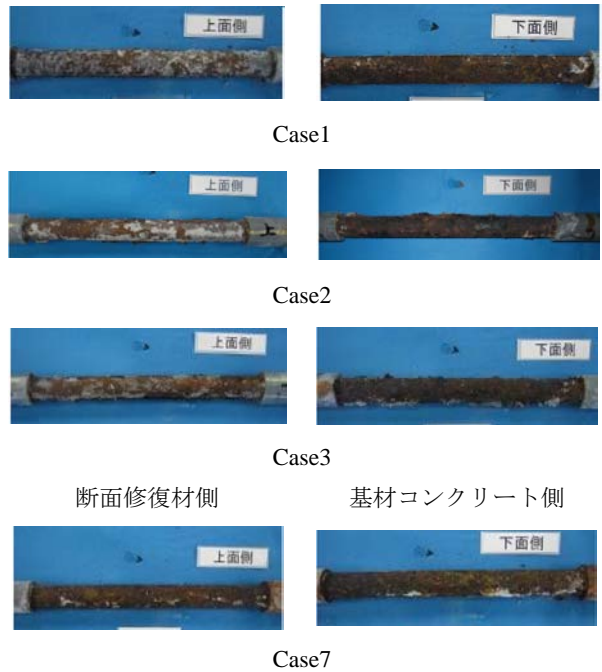 上面側 下面側
Case1
上面側 下面側
Case2
上面側 下面側
Case3
断面修復材側 基材コンクリート側
上面側 下面側
Case7